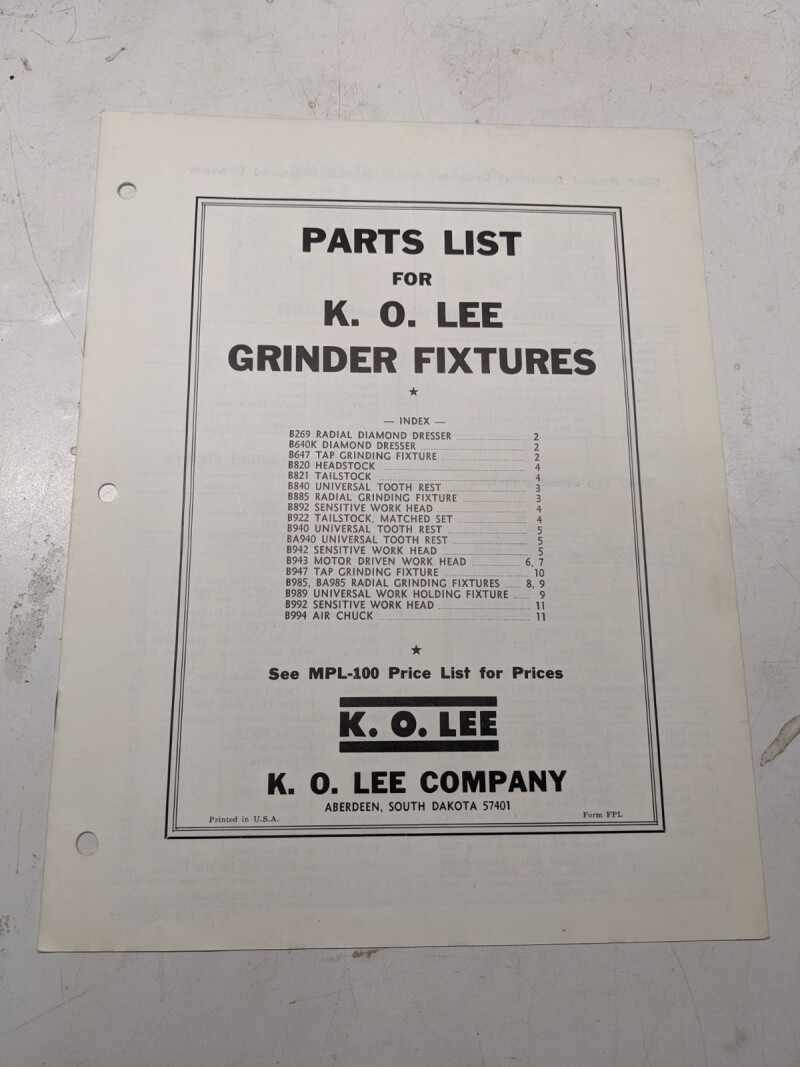 PARTS LIST
FOR
K. O. LEE
GRINDER FIXTURES
★
— INDEX —
B269 RADIAL DIAMOND DRESSER 2
B640K DIAMOND DRESSER 2
B647 TAP GRINDING FIXTURE 2
B820 HEADSTOCK 4
B821 TAILSTOCK 4
B840 UNIVERSAL TOOTH REST 3
B885 RADIAL GRINDING FIXTURE 3
B892 SENSITIVE WORK HEAD 4
B922 TAILSTOCK, MATCHED SET 4
B940 UNIVERSAL TOOTH REST 5
BA940 UNIVERSAL TOOTH REST 5
B942 SENSITIVE WORK HEAD 5
B943 MOTOR DRIVEN WORK HEAD 6, 7
B947 TAP GRINDING FIXTURE 10
B985, BA985 RADIAL GRINDING FIXTURES 8, 9
B989 UNIVERSAL WORK HOLDING FIXTURE 9
B992 SENSITIVE WORK HEAD 11
B994 AIR CHUCK 11
★
See MPL-100 Price List for Prices
K. O. LEE
K. O. LEE COMPANY
ABERDEEN, SOUTH DAKOTA 57401
Printed in U.S.A. Form FPL